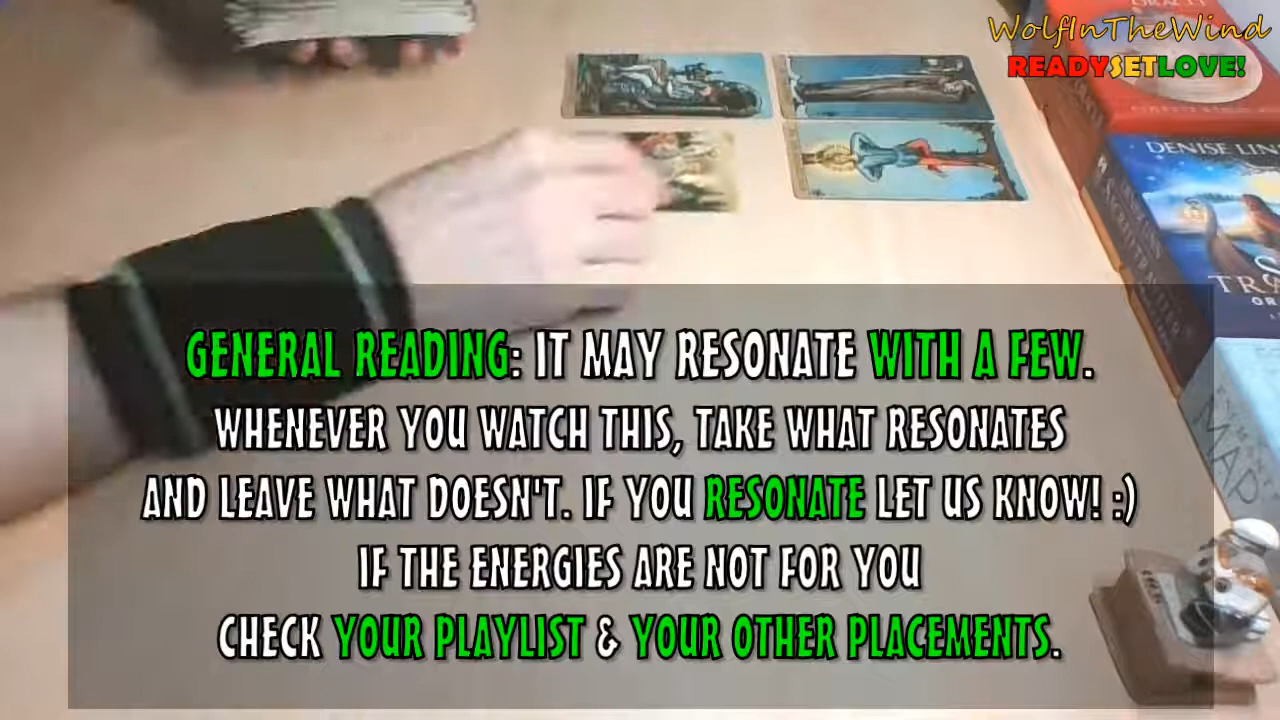 WolfInTheWind
READYSETLOVE!
DENISE LINN
GENERAL READING: IT MAY RESONATE WITH A FEW.
WHENEVER YOU WATCH THIS, TAKE WHAT RESONATES
AND LEAVE WHAT DOESN'T. IF YOU RESONATE LET US KNOW! :)
IF THE ENERGIES ARE NOT FOR YOU
CHECK YOUR PLAYLIST & YOUR OTHER PLACEMENTS.
MAP